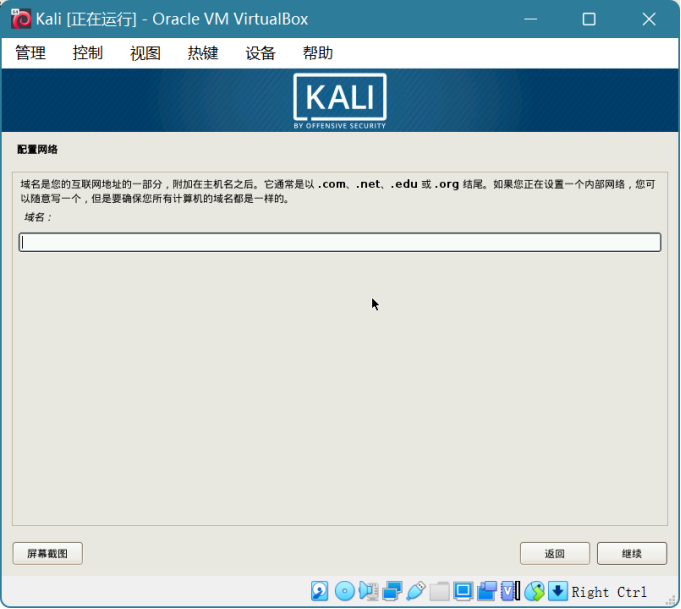 Kali [正在运行] - Oracle VM VirtualBox
管理 控制 视图 热键 设备 帮助
KALI
BY OFFENSIVE SECURITY
配置网络
域名是您的互联网地址的一部分，附加在主机名之后。它通常是以 .com、.net、.edu 或 .org 结尾。如果您正在设置一个内部网络，您可
以随意写一个，但是要确保您所有计算机的域名都是一样的。
域名：
屏幕截图 返回 继续
Right Ctrl